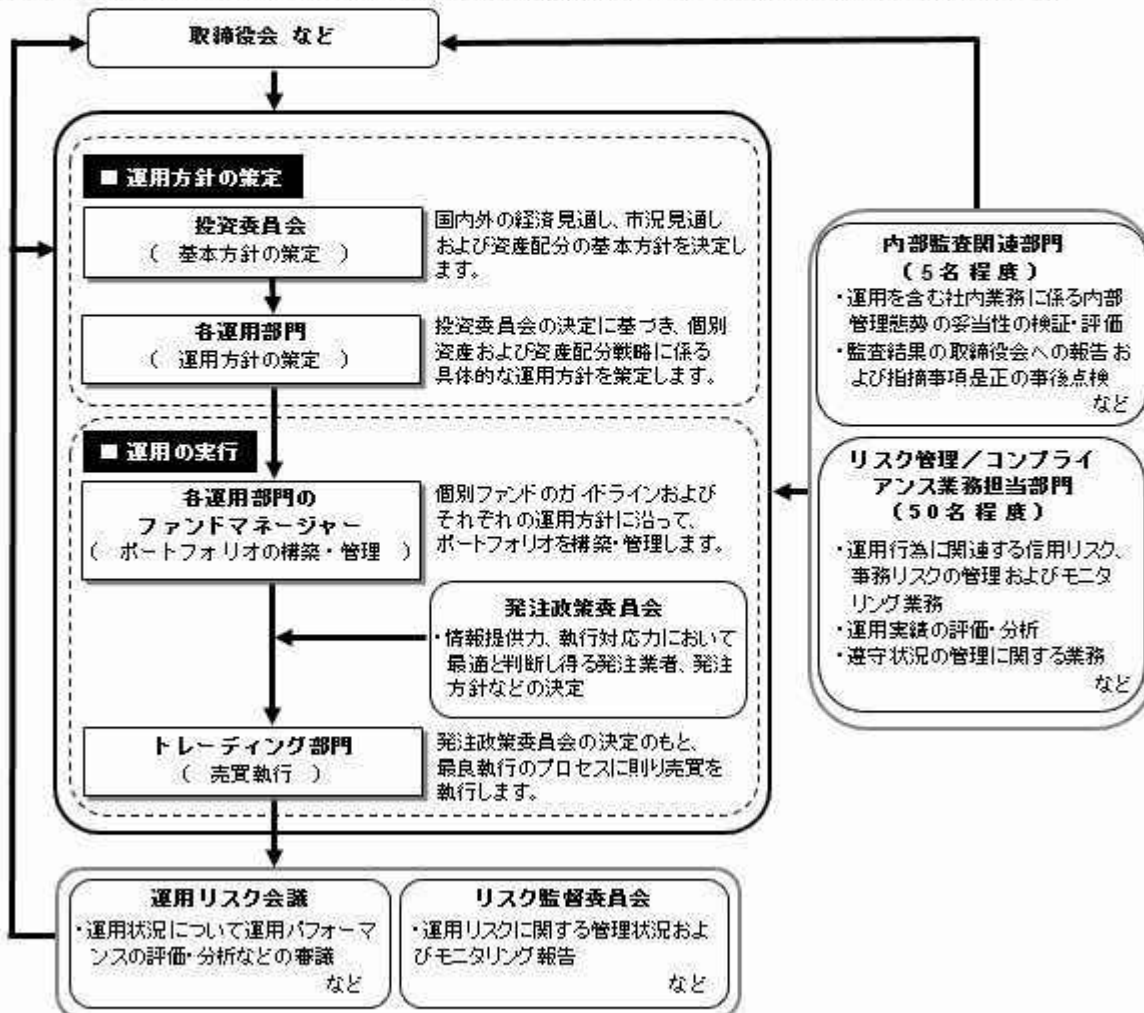 取締役会 など
■ 運用方針の策定
投資委員会
( 基本方針の策定 )
国内外の経済見通し、市況見通し
および資産配分の基本方針を決定し
ます。
各運用部門
( 運用方針の策定 )
投資委員会の決定に基づき、個別
資産および資産配分戦略に係る
具体的な運用方針を策定します。
■ 運用の実行
各運用部門の
ファンドマネージャー
( ポートフォリオの構築・管理 )
個別ファンドのガイドラインおよび
それぞれの運用方針に沿って、
ポートフォリオを構築・管理します。
発注政策委員会
・情報提供力、執行対応力において
最適と判断し得る発注業者、発注
方針などの決定
トレーディング部門
( 売買執行 )
発注政策委員会の決定のもと、
最良執行のプロセスに則り売買を
執行します。
内部監査関連部門
(5名程度)
・運用を含む社内業務に係る内部
管理態勢の妥当性の検証・評価
・監査結果の取締役会への報告お
よび指摘事項是正の事後点検
など
リスク管理／コンプライ
アンス業務担当部門
(50名程度)
・運用行為に関連する信用リスク、
事務リスクの管理およびモニタ
リング業務
・運用実績の評価・分析
・遵守状況の管理に関する業務
など
運用リスク会議
・運用状況について運用パフォーマ
ンスの評価・分析などの審議
など
リスク監督委員会
・運用リスクに関する管理状況およ
びモニタリング報告
など